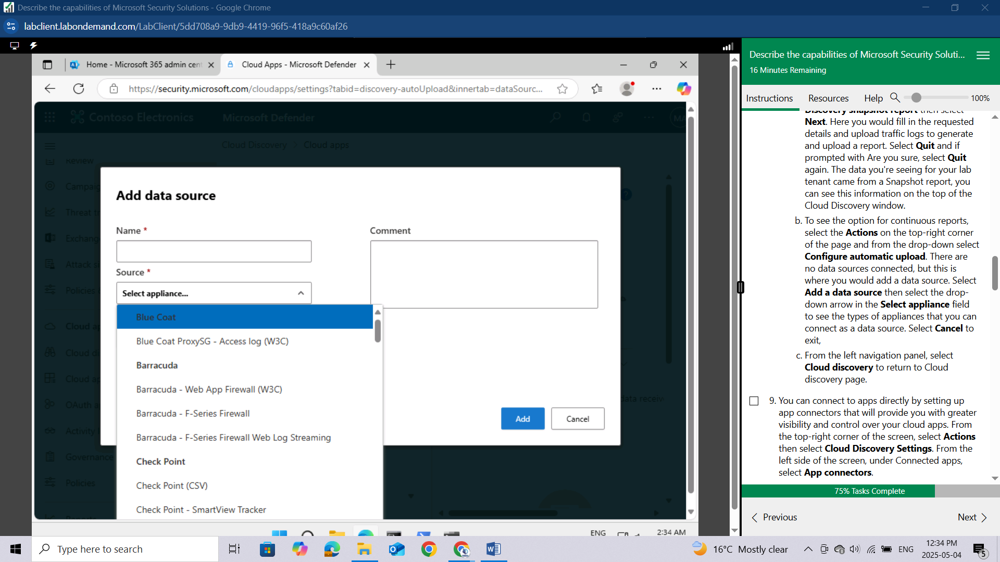 Describe the capabilities of Microsoft Security Solutions - Google Chrome
labclient.labondemand.com/LabClient/5dd708a9-9db9-4419-96f5-418a9c60af26
Home - Microsoft 365 admin cent
Cloud Apps - Microsoft Defender
https://security.microsoft.com/cloudapps/settings?tabid=discovery-autoUpload&innertab=dataSourc...
Contoso Electronics
Microsoft Defender
MA
Cloud Discovery > Cloud apps
Review
Campaig
Threat t
Exchang
Attack s
Policies
Cloud a
Cloud d
Cloud a
OAuth a
Activity l
Governance
Policies
Add data source
Name *
Comment
Source *
Select appliance...
Blue Coat
Blue Coat ProxySG - Access log (W3C)
Barracuda
Barracuda - Web App Firewall (W3C)
Barracuda - F-Series Firewall
Barracuda - F-Series Firewall Web Log Streaming
Check Point
Check Point (CSV)
Check Point - SmartView Tracker
Add
Cancel
data receiv
ENG
2:34 AM
Describe the capabilities of Microsoft Security Soluti...
16 Minutes Remaining
Instructions
Resources
Help
100%
Discovery snapshot report then select
Next. Here you would fill in the requested
details and upload traffic logs to generate
and upload a report. Select Quit and if
prompted with Are you sure, select Quit
again. The data you're seeing for your lab
tenant came from a Snapshot report, you
can see this information on the top of the
Cloud Discovery window.
b. To see the option for continuous reports,
select the Actions on the top-right corner
of the page and from the drop-down select
Configure automatic upload. There are
no data sources connected, but this is
where you would add a data source. Select
Add a data source then select the drop-
down arrow in the Select appliance field
to see the types of appliances that you can
connect as a data source. Select Cancel to
exit,
c. From the left navigation panel, select
Cloud discovery to return to Cloud
discovery page.
9. You can connect to apps directly by setting up
app connectors that will provide you with greater
visibility and control over your cloud apps. From
the top-right corner of the screen, select Actions
then select Cloud Discovery Settings. From the
left side of the screen, under Connected apps,
select App connectors.
75% Tasks Complete
Previous
Next
Type here to search
16°C Mostly clear
ENG
12:34 PM
2025-05-04
5